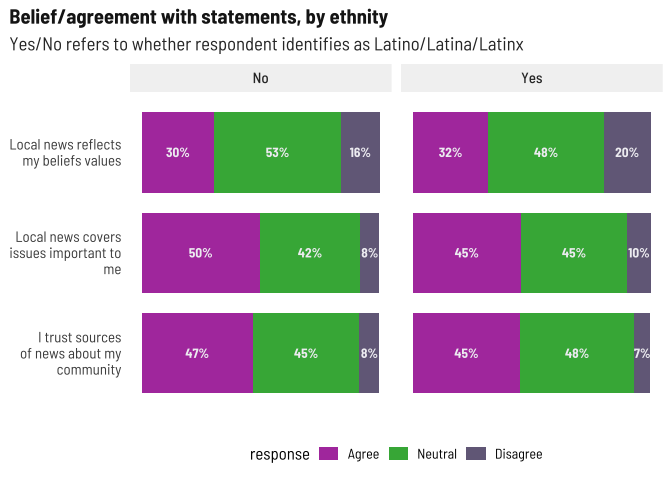 Belief/agreement with statements, by ethnity
Yes/No refers to whether respondent identifies as Latino/Latina/Latinx
No
Yes
Local news reflects
my beliefs values
30%
53%
16%
32%
48%
20%
Local news covers
issues important to
me
50%
42%
8%
45%
45%
10%
I trust sources
of news about my
community
47%
45%
8%
45%
48%
7%
response
Agree
Neutral
Disagree